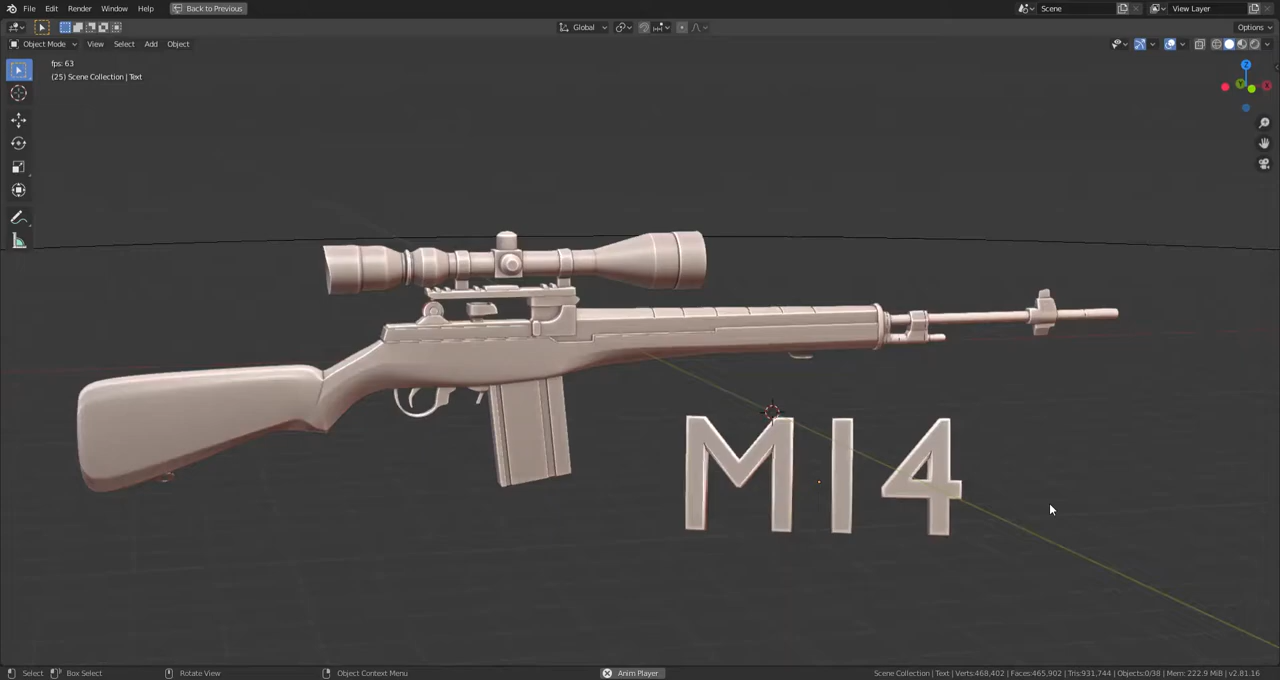 File Edit Render Window Help Back to Previous Scene View Layer
Global Options
Object Mode View Select Add Object
fps: 63
(25) Scene Collection | Text
Z
Y
X
M14
Select Box Select Rotate View Object Context Menu Anim Player Scene Collection | Text | Verts:468,402 | Faces:465,902 | Tris:931,744 | Objects:0/38 | Mem: 222.9 MiB | v2.81.16